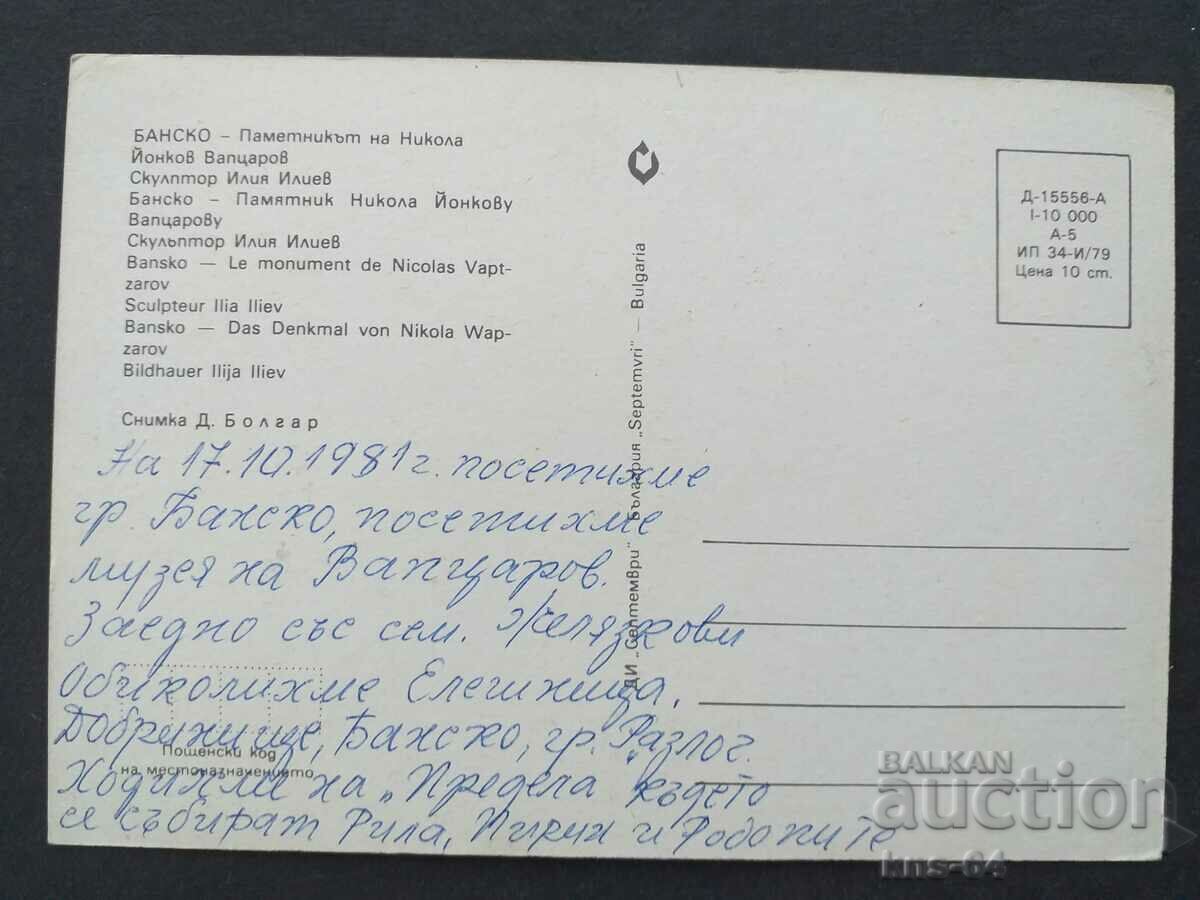 БАНСКО – Паметникът на Никола
Йонков Вапцаров
Скулптор Илия Илиев
Банско – Памятник Никола Йонкову
Вапцарову
Скульптор Илия Илиев
Bansko — Le monument de Nicolas Vapt-
zarov
Sculpteur Ilia Iliev
Bansko — Das Denkmal von Nikola Wap-
zarov
Bildhauer Ilija Iliev
Снимка Д. Болгар
На 17.10.1981 г. посетихме
гр. Банско, посетихме
музея на Вапцаров.
Заедно със сем. Желязкови
Обиколихме Елешница,
Добринище, Банско, гр. Разлог.
Ходихме на „Предела където
се събират Рила, Пирин и Родопите
Пощенски код
на местоназначението
ДИ „Септември" България „Septemvri" — Bulgaria
Д-15556-А
I-10 000
А-5
ИП 34-И/79
Цена 10 ст.
BALKAN
auction
kns-64